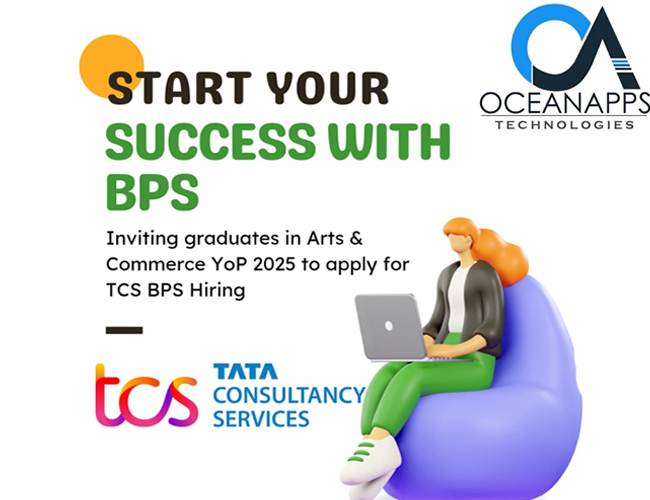 OCEANAPPS
TECHNOLOGIES
START YOUR
SUCCESS WITH
BPS
Inviting graduates in Arts &
Commerce YoP 2025 to apply for
TCS BPS Hiring
tcs
TATA
CONSULTANCY
SERVICES